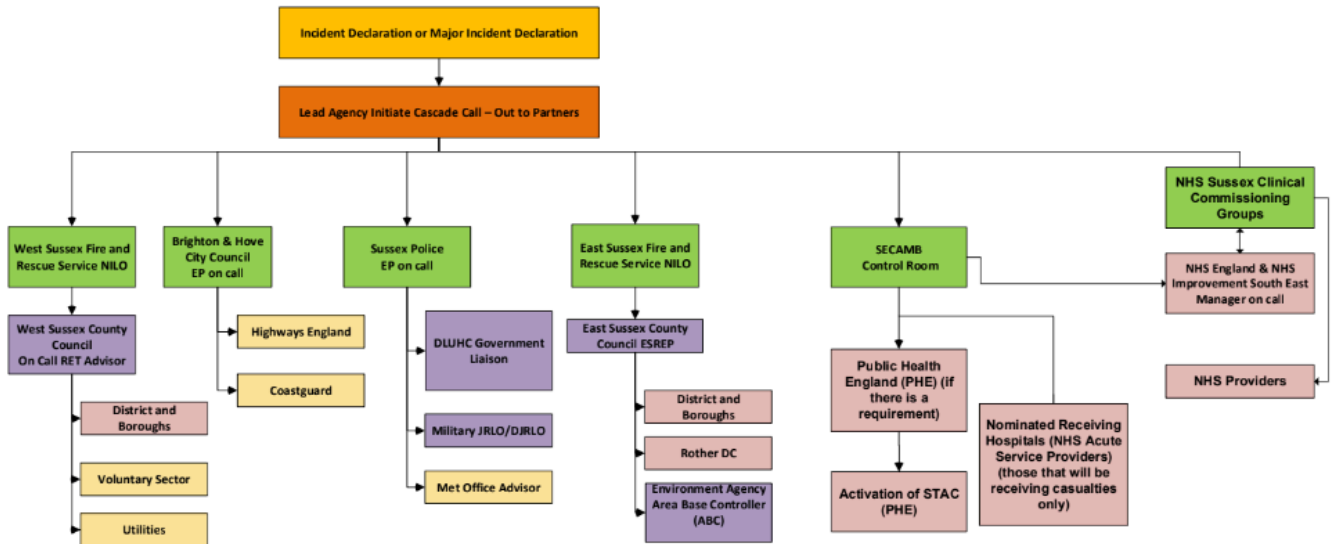 Incident Declaration or Major Incident Declaration
Lead Agency Initiate Cascade Call – Out to Partners
West Sussex Fire and
Rescue Service NILO
West Sussex County
Council
On Call RET Advisor
District and
Boroughs
Voluntary Sector
Utilities
Brighton & Hove
City Council
EP on call
Highways England
Coastguard
Sussex Police
EP on call
DLUHC Government
Liaison
Military JRLO/DJRLO
Met Office Advisor
East Sussex Fire and
Rescue Service NILO
East Sussex County
Council ESREP
District and
Boroughs
Rother DC
Environment Agency
Area Base Controller
(ABC)
SECAMB
Control Room
Public Health
England (PHE) (if
there is a
requirement)
Activation of STAC
(PHE)
Nominated Receiving
Hospitals (NHS Acute
Service Providers)
(those that will be
receiving casualties
only)
NHS Sussex Clinical
Commissioning
Groups
NHS England & NHS
Improvement South East
Manager on call
NHS Providers